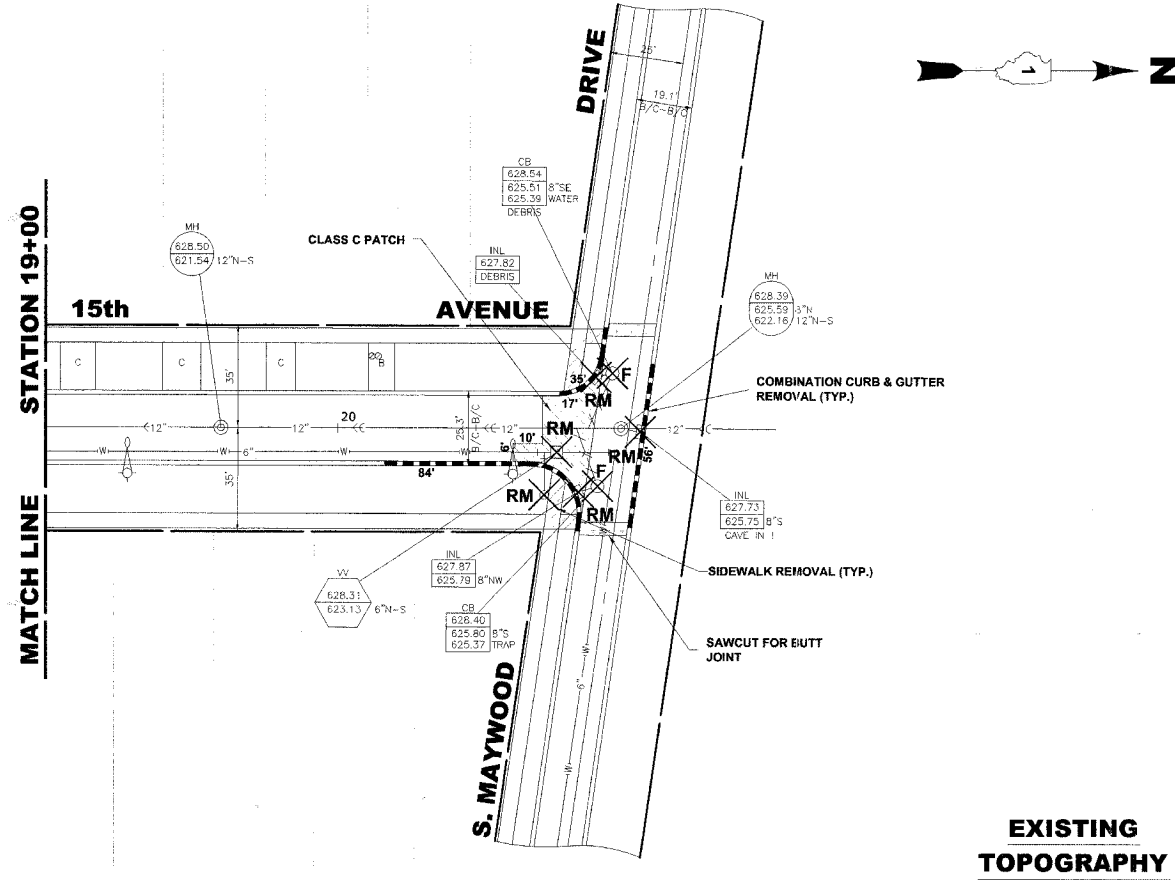 DRIVE
25'
19.1'
B/C-B/C
N
1
CB
628.54
625.51 8"SE
625.39 WATER
DEBRIS
MH
628.50
621.54 12"N-S
CLASS C PATCH
INL
627.82
DEBRIS
MH
628.39
625.59 8"N
622.16 12"N-S
STATION 19+00
15th AVENUE
C
C
C
B
35'
35'
F
17'
RM
COMBINATION CURB & GUTTER
REMOVAL (TYP.)
12"
12"
20
12"
25.3'
B/C-B/C
RM
12"
W
6"
W
W
6'
10'
RM
56'
84'
F
35'
RM
RM
INL
627.73
625.75 8"S
CAVE IN !
MATCH LINE
INL
627.87
625.79 8"NW
SIDEWALK REMOVAL (TYP.)
VV
628.31
623.13 6"N-S
CB
628.40
625.80 8"S
625.37 TRAP
SAWCUT FOR BUTT
JOINT
W
6"
W
S. MAYWOOD
EXISTING
TOPOGRAPHY